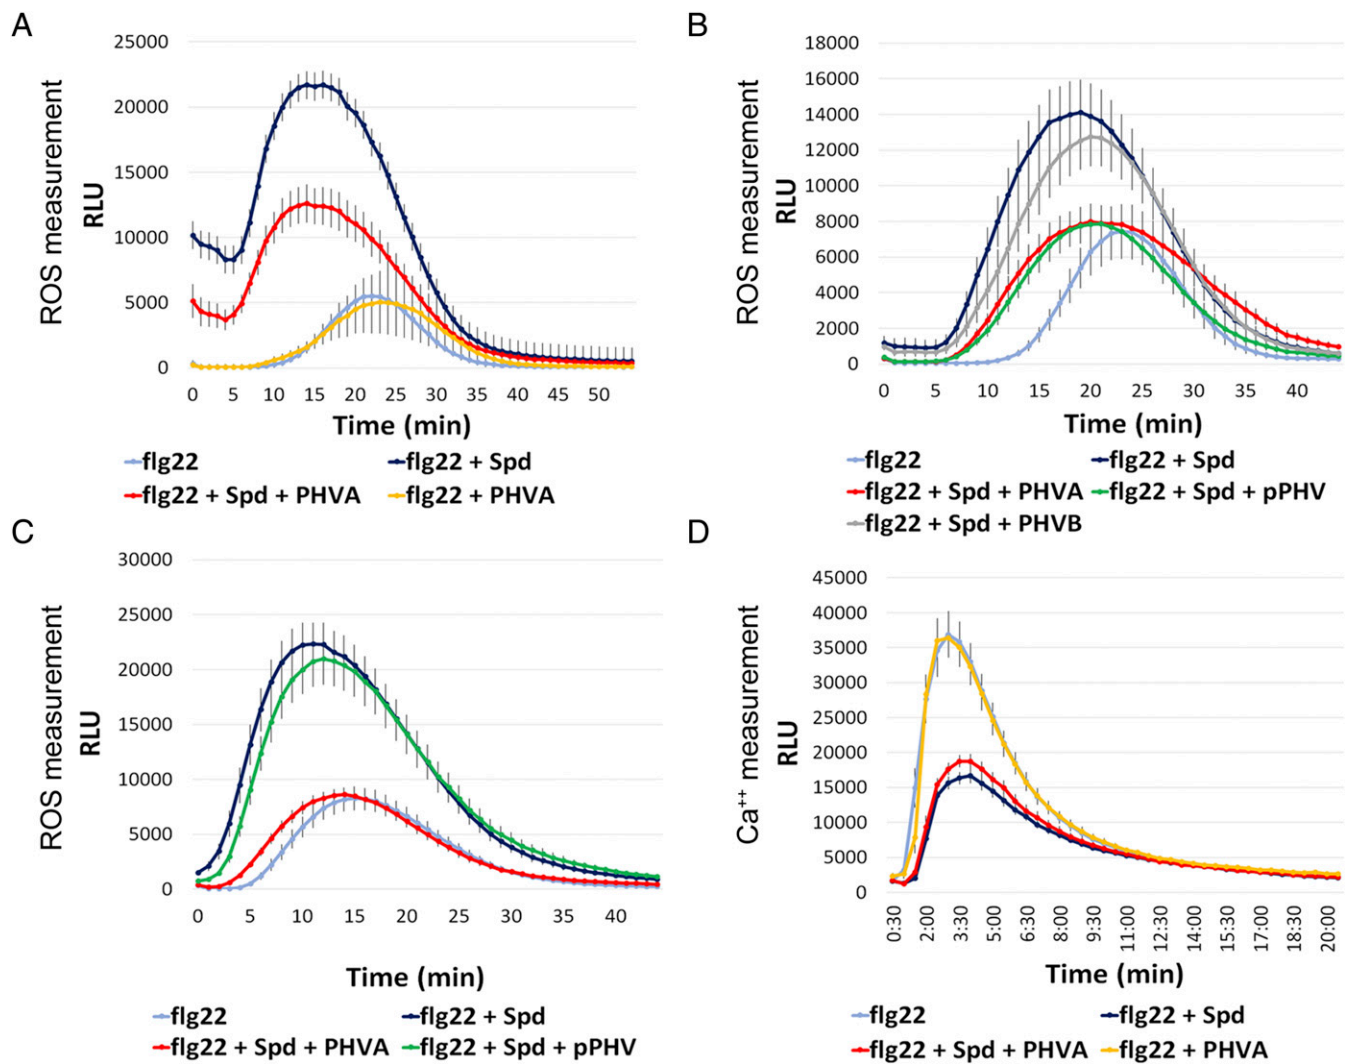 A
ROS measurement
RLU
25000
20000
15000
10000
5000
0
0 5 10 15 20 25 30 35 40 45 50
Time (min)
flg22 flg22 + Spd
flg22 + Spd + PHVA flg22 + PHVA
B
ROS measurement
RLU
18000
16000
14000
12000
10000
8000
6000
4000
2000
0
0 5 10 15 20 25 30 35 40
Time (min)
flg22 flg22 + Spd
flg22 + Spd + PHVA flg22 + Spd + pPHV
flg22 + Spd + PHVB
C
ROS measurement
RLU
30000
25000
20000
15000
10000
5000
0
0 5 10 15 20 25 30 35 40
Time (min)
flg22 flg22 + Spd
flg22 + Spd + PHVA flg22 + Spd + pPHV
D
Ca⁺⁺ measurement
RLU
45000
40000
35000
30000
25000
20000
15000
10000
5000
0
0:30 2:00 3:30 5:00 6:30 8:00 9:30 11:00 12:30 14:00 15:30 17:00 18:30 20:00
Time (min)
flg22 flg22 + Spd
flg22 + Spd + PHVA flg22 + PHVA